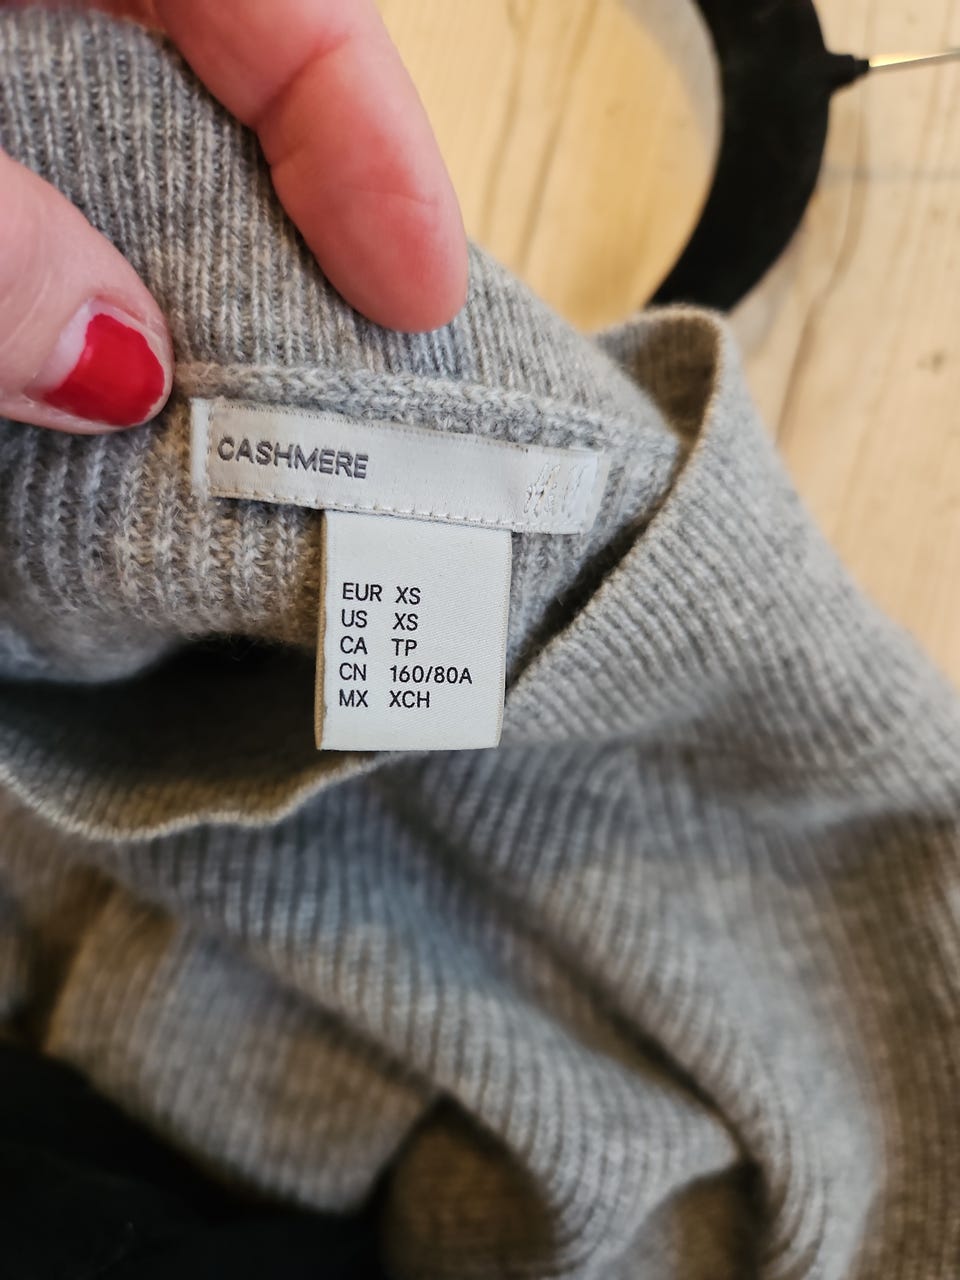 CASHMERE
H&M
EUR XS
US XS
CA TP
CN 160/80A
MX XCH